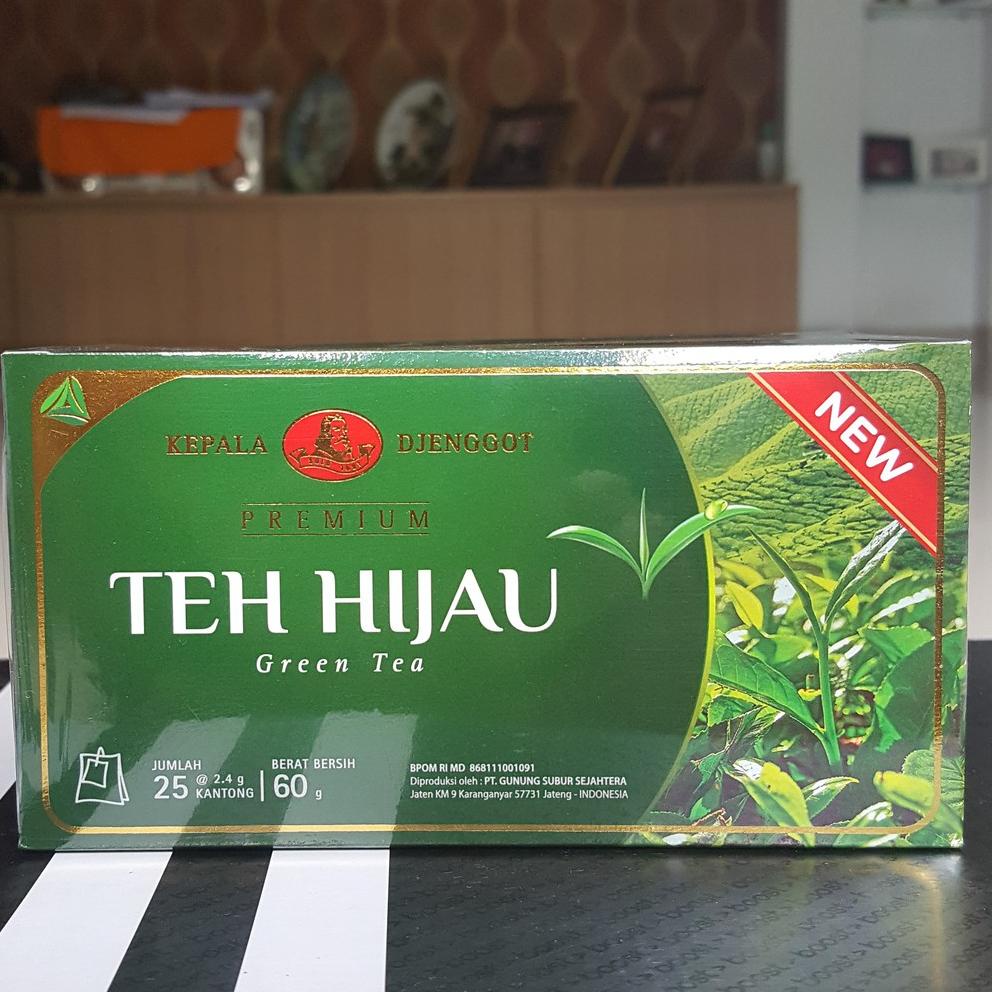 KEPALA DJENGGOT
PREMIUM
TEH HIJAU
Green Tea
NEW
JUMLAH
25 @ 2.4 g
KANTONG
BERAT BERSIH
60 g
BPOM RI MD 868111001091
Diproduksi oleh : PT. GUNUNG SUBUR SEJAHTERA
Jaten KM 9 Karanganyar 57731 Jateng - INDONESIA
boost